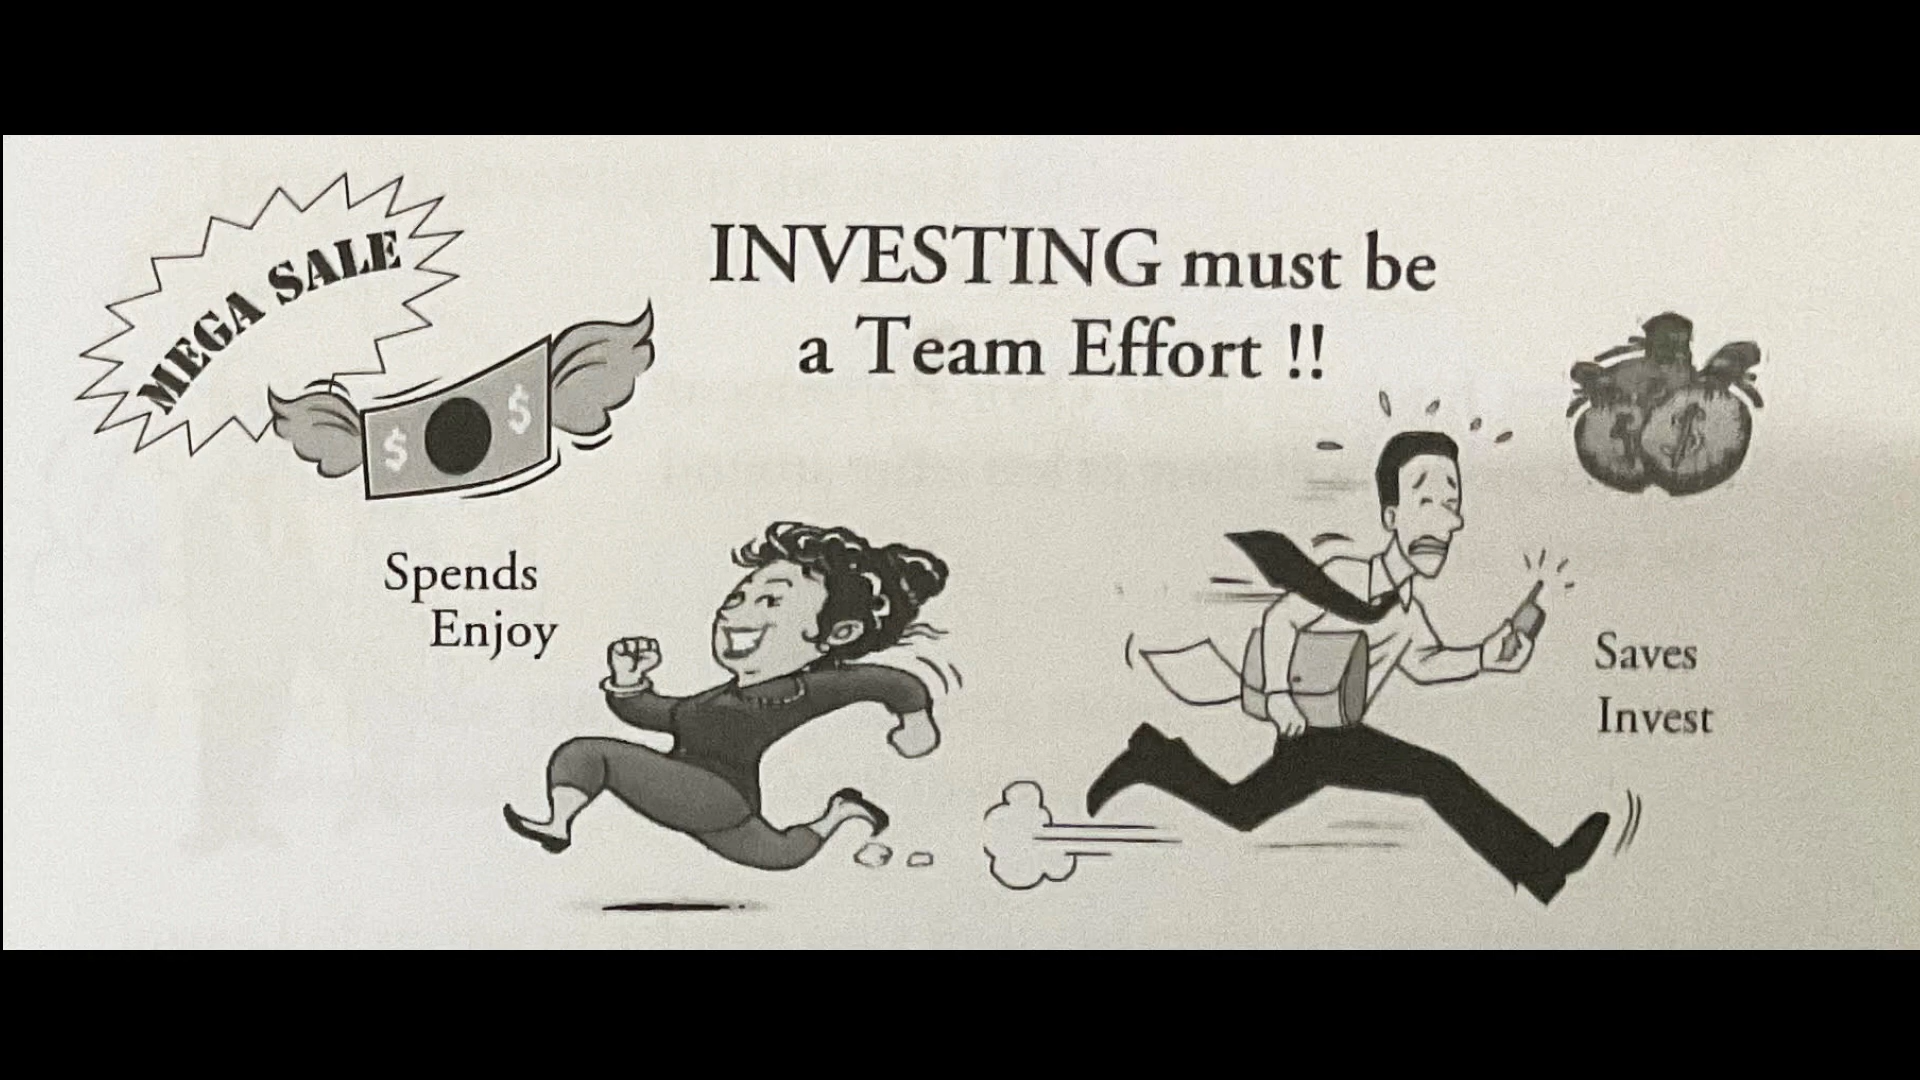 MEGA SALE
INVESTING must be
a Team Effort !!
$ $
$
Spends
Enjoy
Saves
Invest